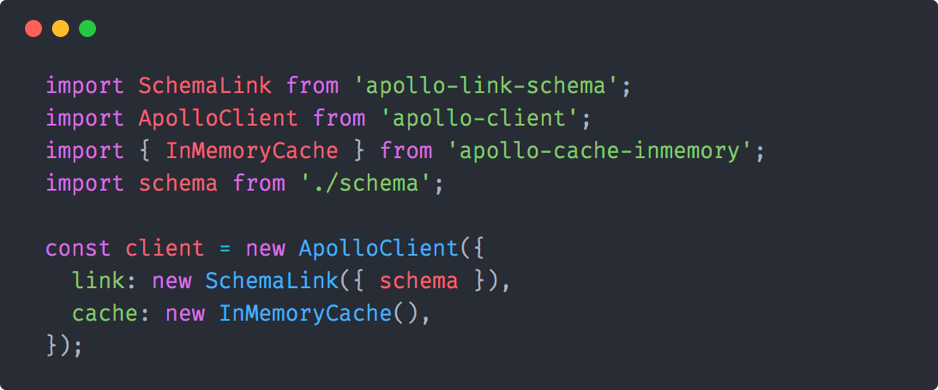 import SchemaLink from 'apollo-link-schema';
import ApolloClient from 'apollo-client';
import { InMemoryCache } from 'apollo-cache-inmemory';
import schema from './schema';

const client = new ApolloClient({
  link: new SchemaLink({ schema }),
  cache: new InMemoryCache(),
});